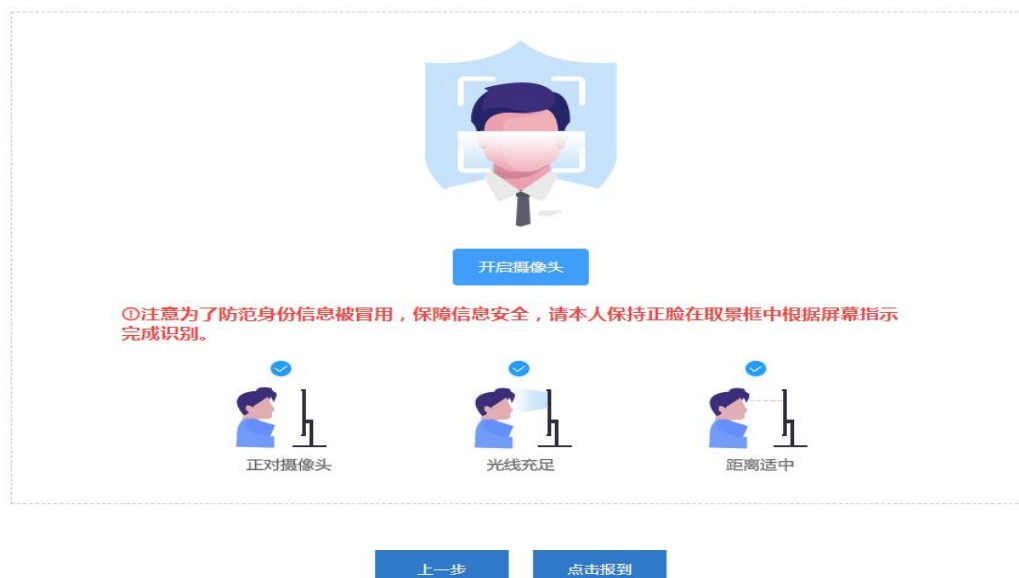 开启摄像头
①注意为了防范身份信息被冒用，保障信息安全，请本人保持正脸在取景框中根据屏幕指示
完成识别。
正对摄像头
光线充足
距离适中
上一步
点击报到